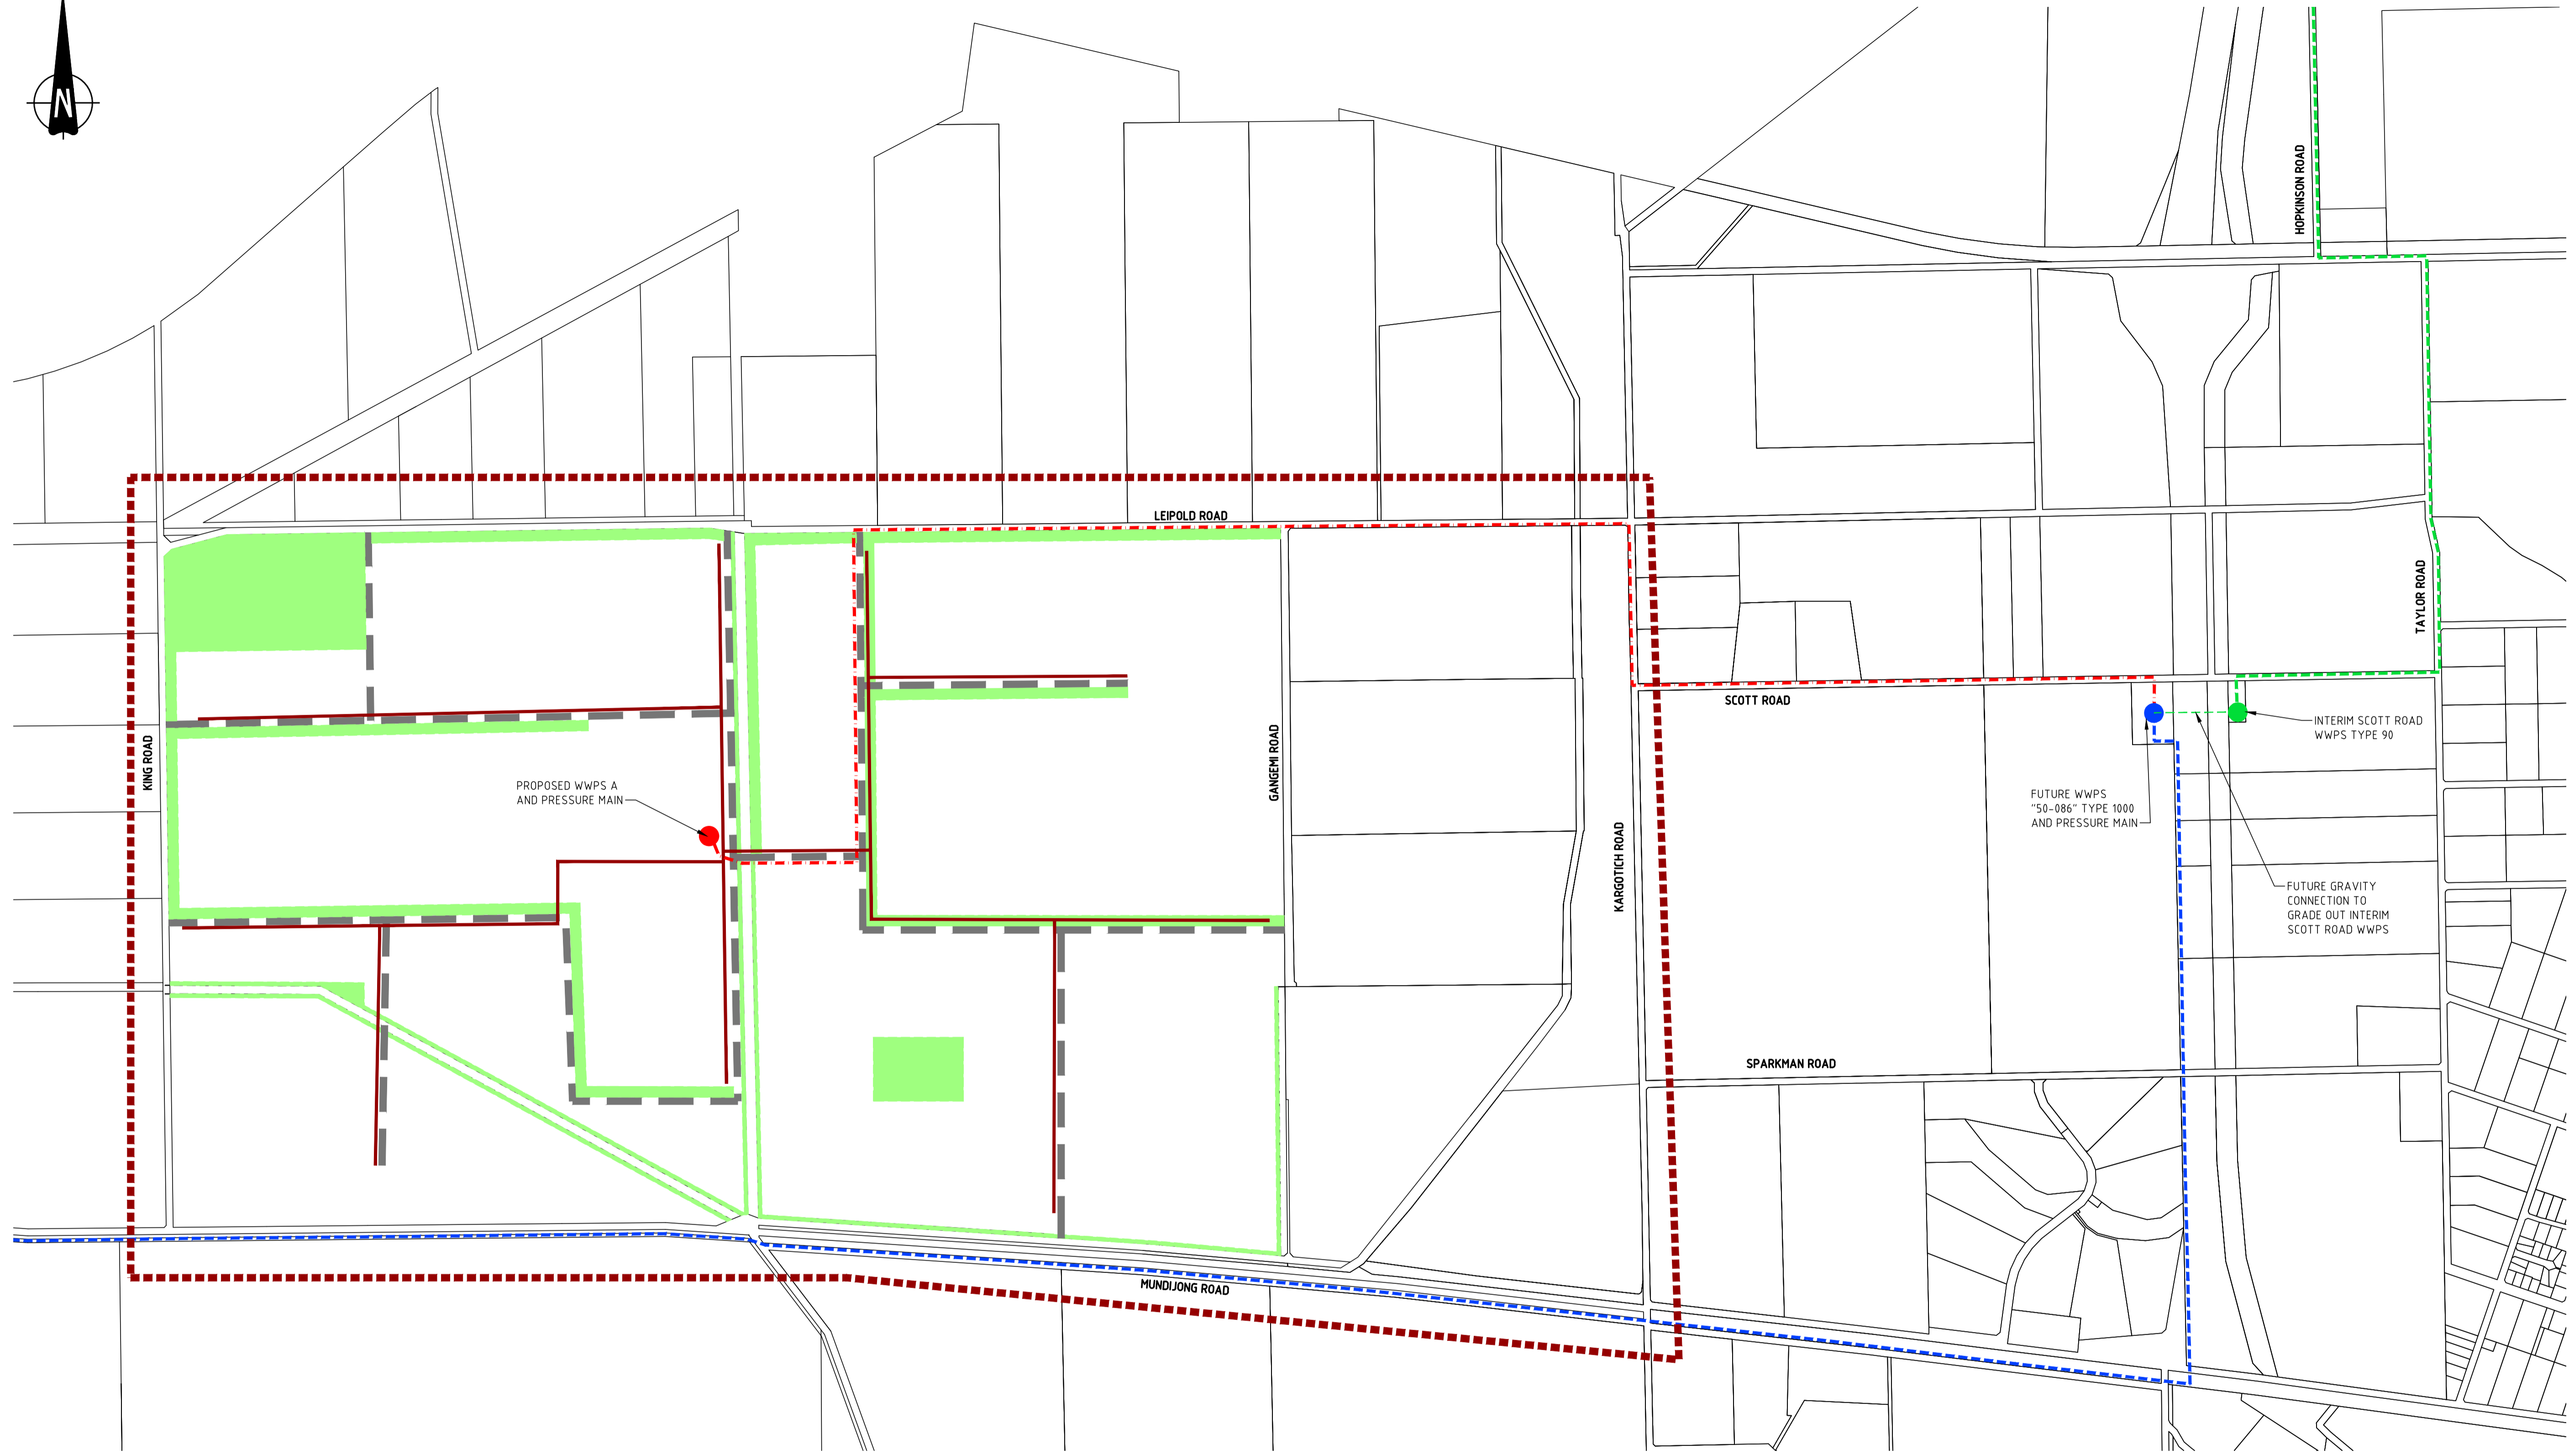 N
HOPKINSON ROAD
LEIPOLD ROAD
TAYLOR ROAD
SCOTT ROAD
INTERIM SCOTT ROAD
WWPS TYPE 90
KING ROAD
GANGEMI ROAD
PROPOSED WWPS A
AND PRESSURE MAIN
FUTURE WWPS
"50-086" TYPE 1000
AND PRESSURE MAIN
KARGOTICH ROAD
FUTURE GRAVITY
CONNECTION TO
GRADE OUT INTERIM
SCOTT ROAD WWPS
SPARKMAN ROAD
MUNDIJONG ROAD